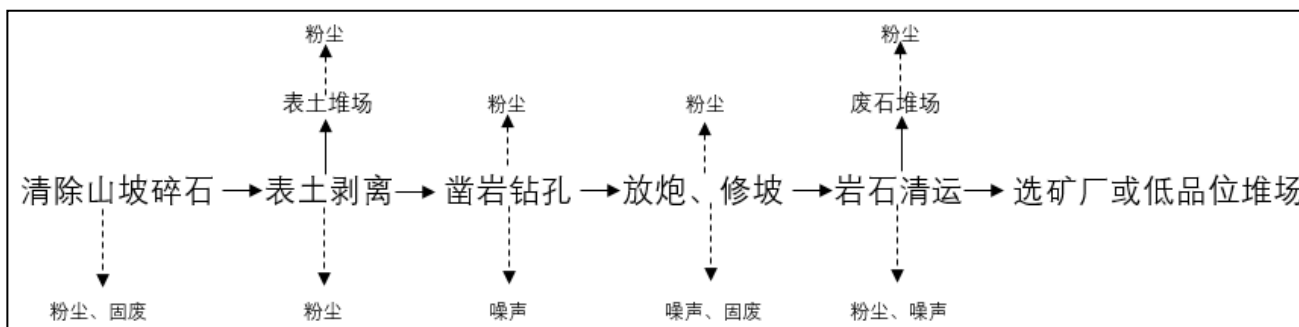 粉尘
粉尘
表土堆场
粉尘
粉尘
废石堆场
清除山坡碎石
表土剥离
凿岩钻孔
放炮、修坡
岩石清运
选矿厂或低品位堆场
粉尘、固废
粉尘
噪声
噪声、固废
粉尘、噪声